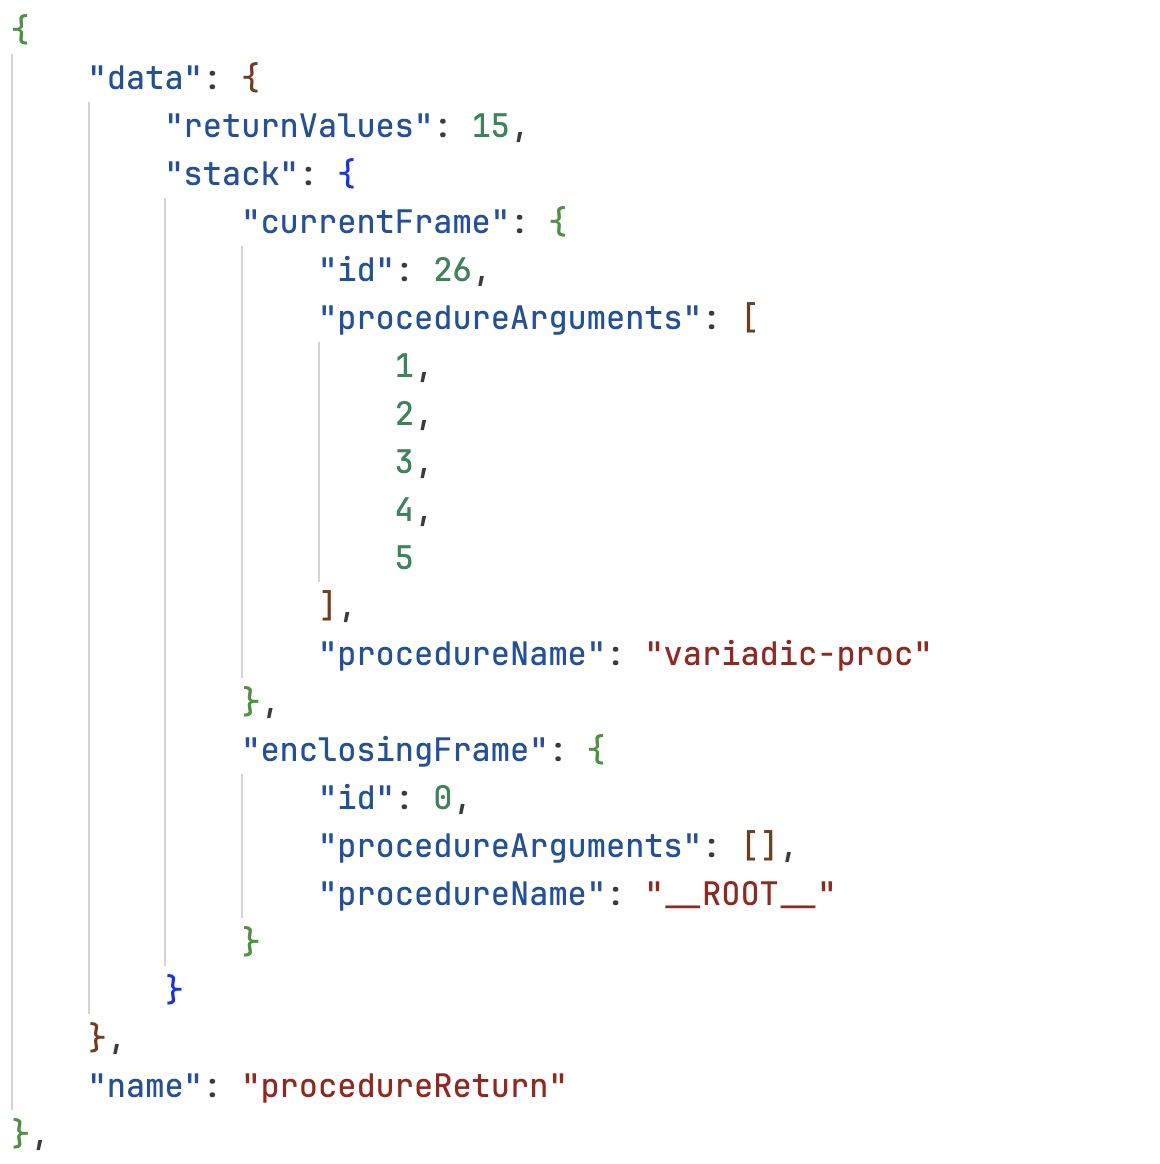 {
    "data": {
        "returnValues": 15,
        "stack": {
            "currentFrame": {
                "id": 26,
                "procedureArguments": [
                    1,
                    2,
                    3,
                    4,
                    5
                ],
                "procedureName": "variadic-proc"
            },
            "enclosingFrame": {
                "id": 0,
                "procedureArguments": [],
                "procedureName": "__ROOT__"
            }
        }
    },
    "name": "procedureReturn"
},